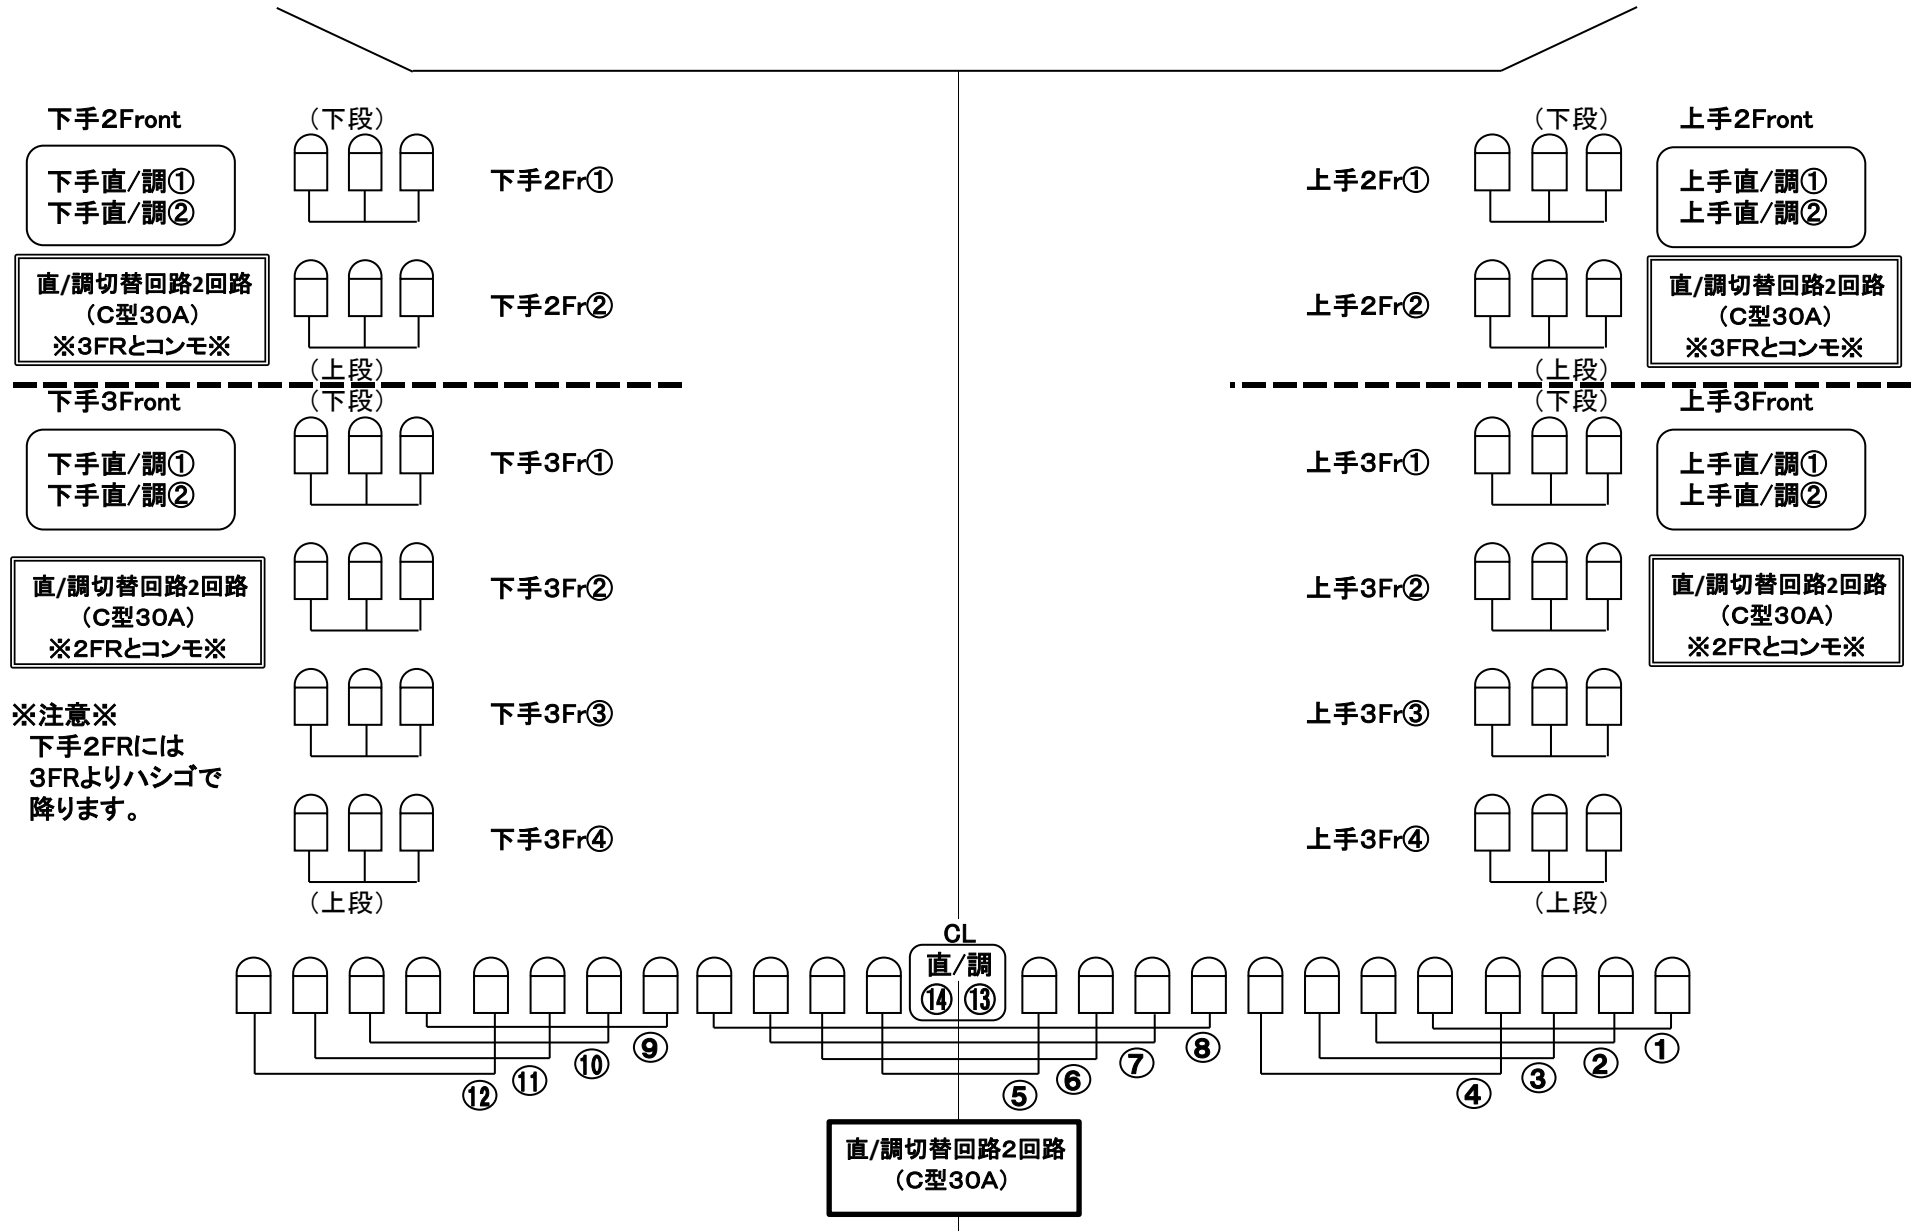 下手2Front
下手直/調①
下手直/調②
直/調切替回路2回路
(C型30A)
※3FRとコンモ※
(下段)
下手2Fr①
下手2Fr②
(上段)
上手2Fr①
上手2Fr②
(下段)
(上段)
上手2Front
上手直/調①
上手直/調②
直/調切替回路2回路
(C型30A)
※3FRとコンモ※
下手3Front
下手直/調①
下手直/調②
直/調切替回路2回路
(C型30A)
※2FRとコンモ※
※注意※
下手2FRには
3FRよりハシゴで
降ります。
(下段)
下手3Fr①
下手3Fr②
下手3Fr③
下手3Fr④
(上段)
上手3Fr①
上手3Fr②
上手3Fr③
上手3Fr④
(下段)
(上段)
上手3Front
上手直/調①
上手直/調②
直/調切替回路2回路
(C型30A)
※2FRとコンモ※
CL
直/調
⑭ ⑬
⑫ ⑪ ⑩ ⑨ ⑤ ⑥ ⑦ ⑧ ④ ③ ② ①
直/調切替回路2回路
(C型30A)